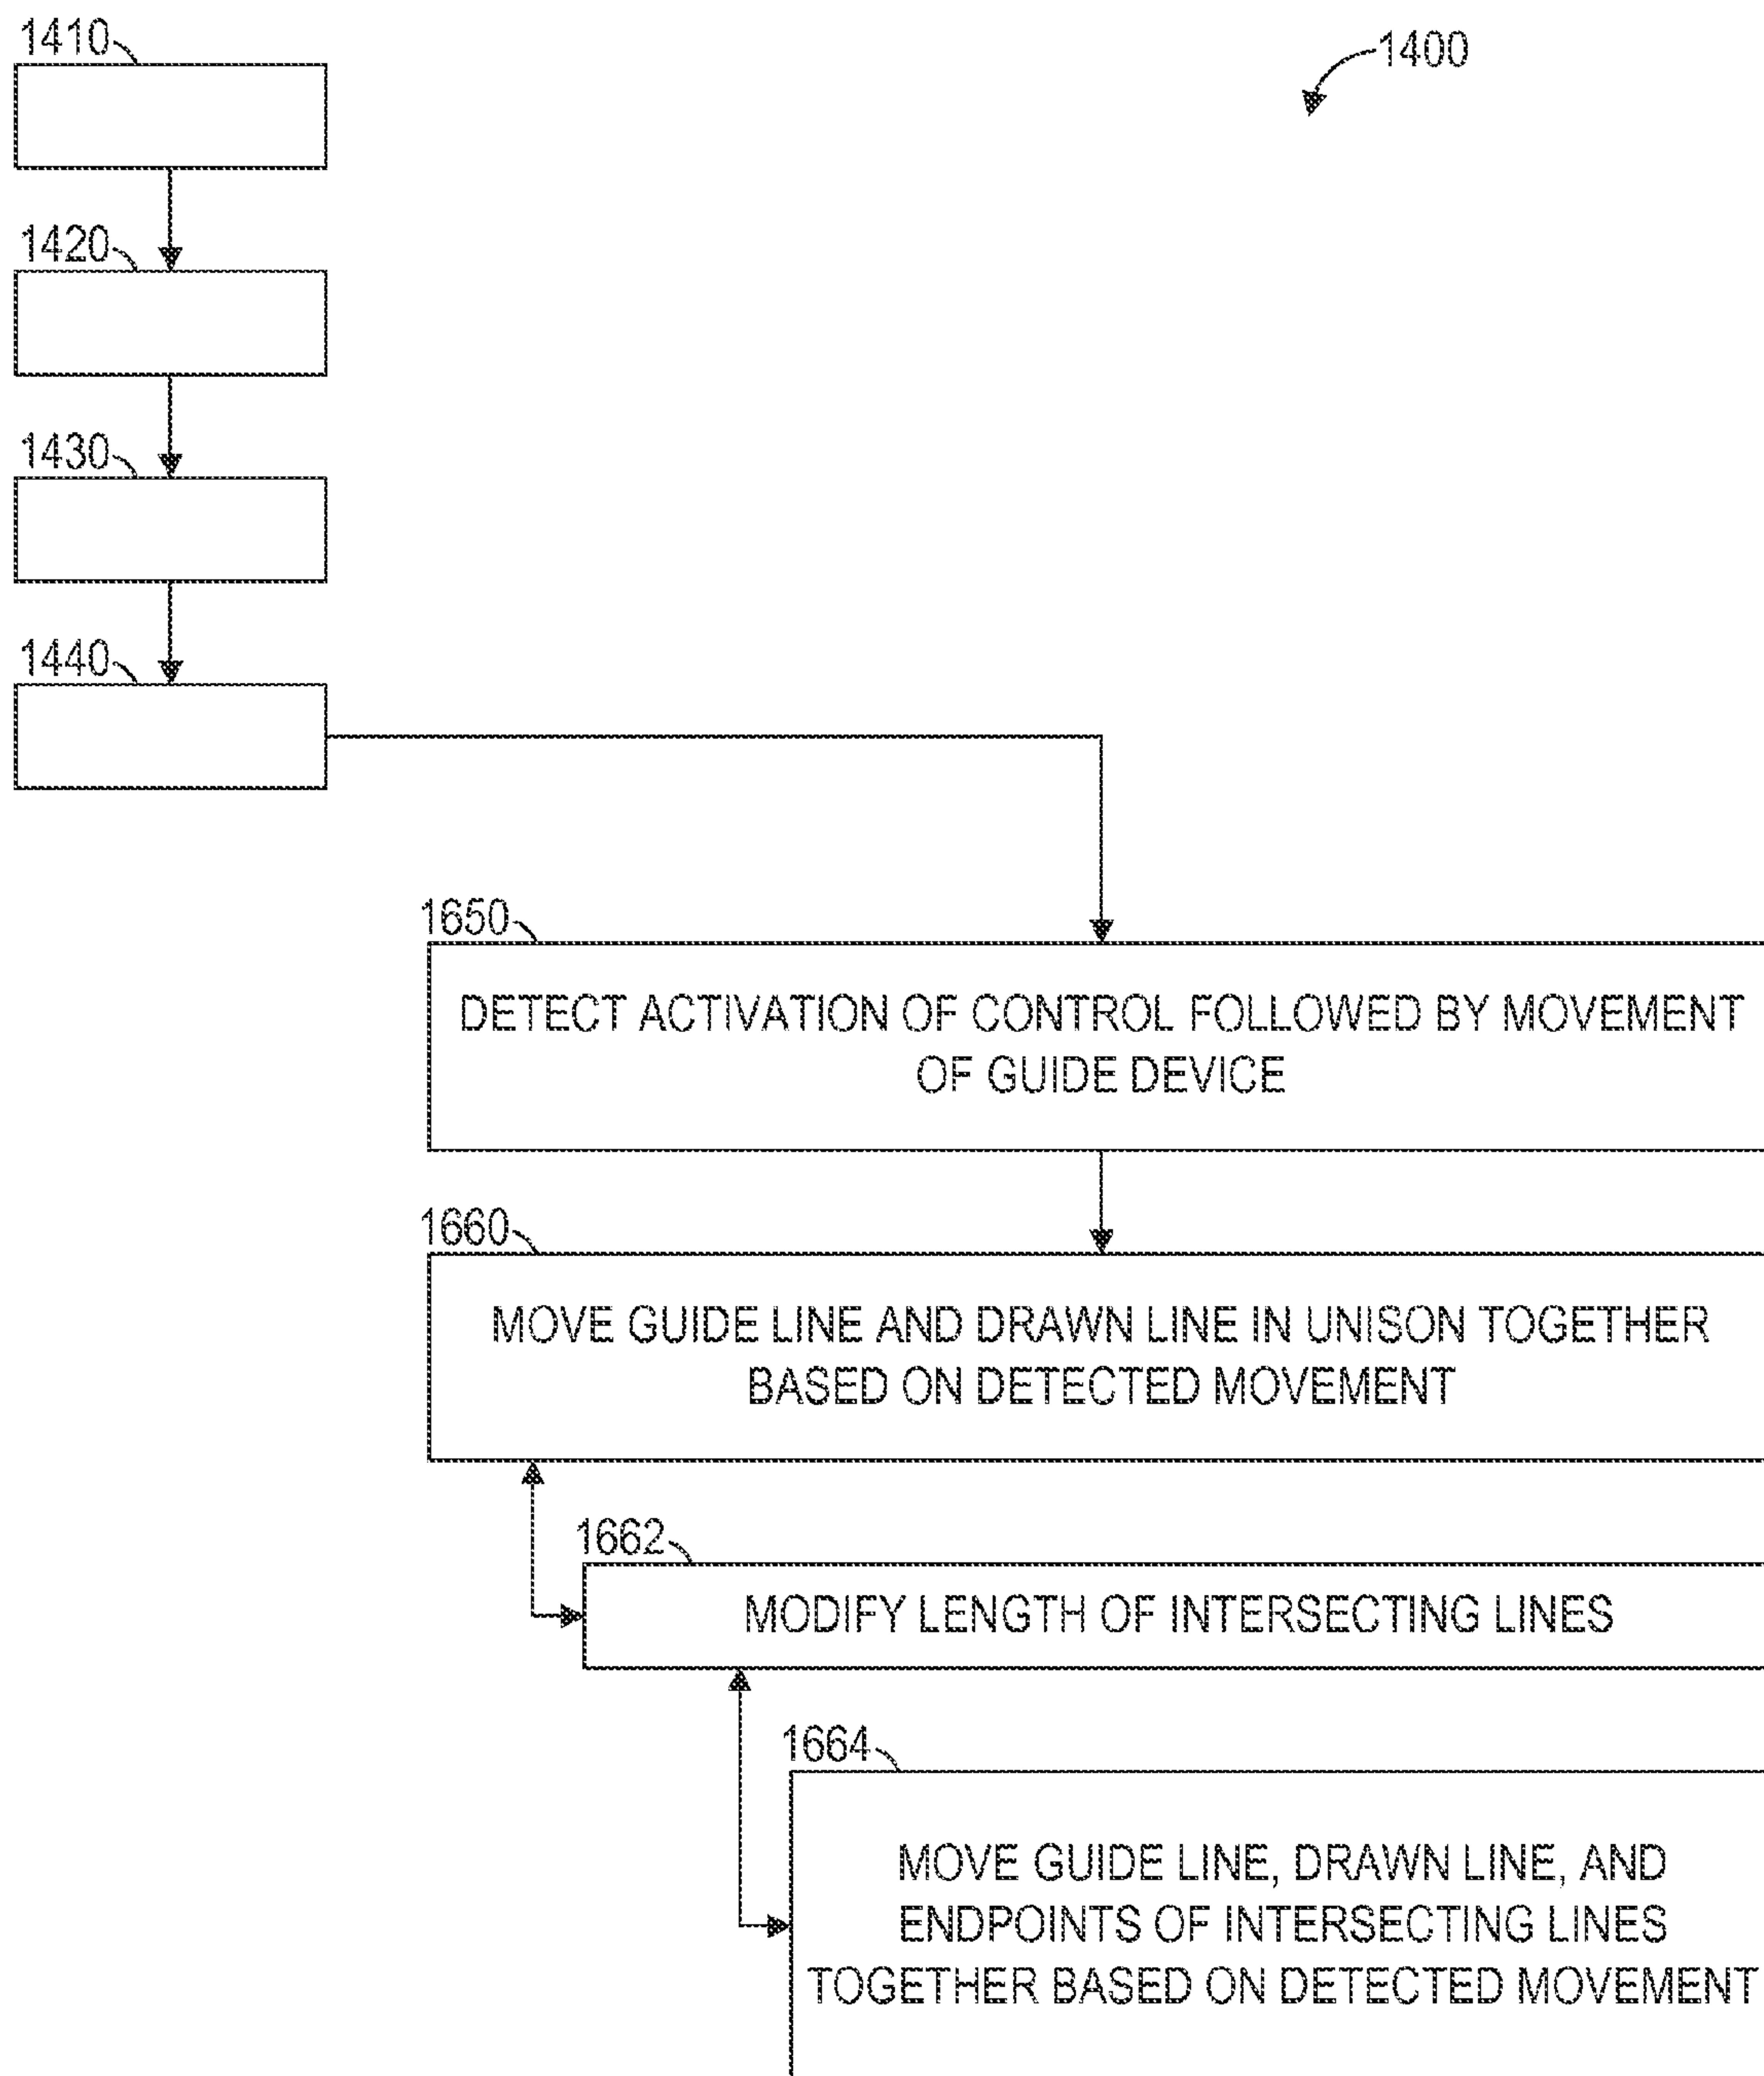 1410
1400
1420
1430
1440
1650
DETECT ACTIVATION OF CONTROL FOLLOWED BY MOVEMENT
OF GUIDE DEVICE
1660
MOVE GUIDE LINE AND DRAWN LINE IN UNISON TOGETHER
BASED ON DETECTED MOVEMENT
1662
MODIFY LENGTH OF INTERSECTING LINES
1664
MOVE GUIDE LINE, DRAWN LINE, AND
ENDPOINTS OF INTERSECTING LINES
TOGETHER BASED ON DETECTED MOVEMENT